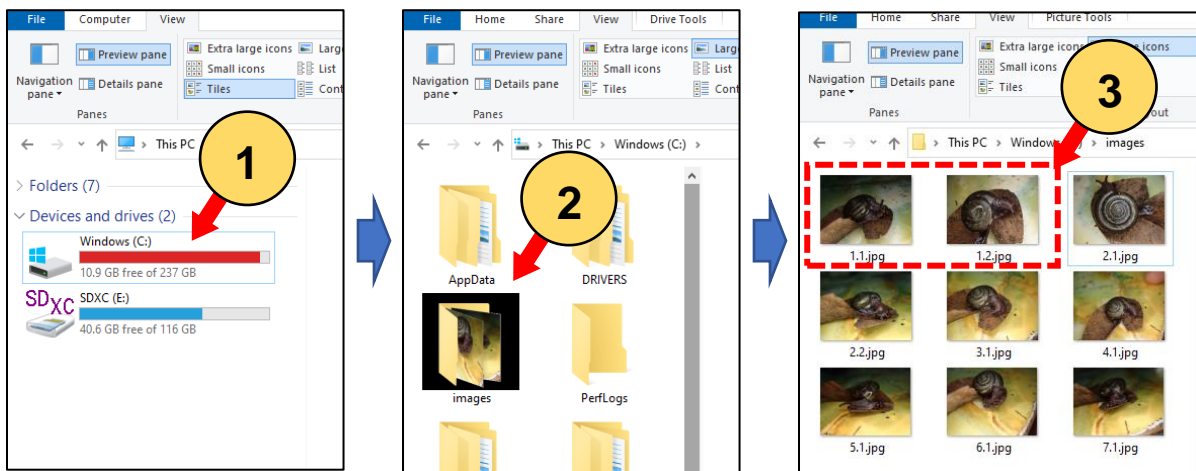 File Computer View
Preview pane
Extra large icons
Small icons
List
Navigation pane
Details pane
Tiles
Panes
This PC
1
Folders (7)
Devices and drives (2)
Windows (C:)
10.9 GB free of 237 GB
SDXC
SDXC (E:)
40.6 GB free of 116 GB
File Home Share View Drive Tools
Preview pane
Extra large icons
Small icons
List
Navigation pane
Details pane
Tiles
Panes
This PC > Windows (C:) >
2
AppData
DRIVERS
images
PerfLogs
File Home Share View Picture Tools
Preview pane
Extra large icons
icons
Small icons
Navigation pane
Details pane
Tiles
Panes
3
This PC > images
1.1.jpg
1.2.jpg
2.1.jpg
2.2.jpg
3.1.jpg
4.1.jpg
5.1.jpg
6.1.jpg
7.1.jpg